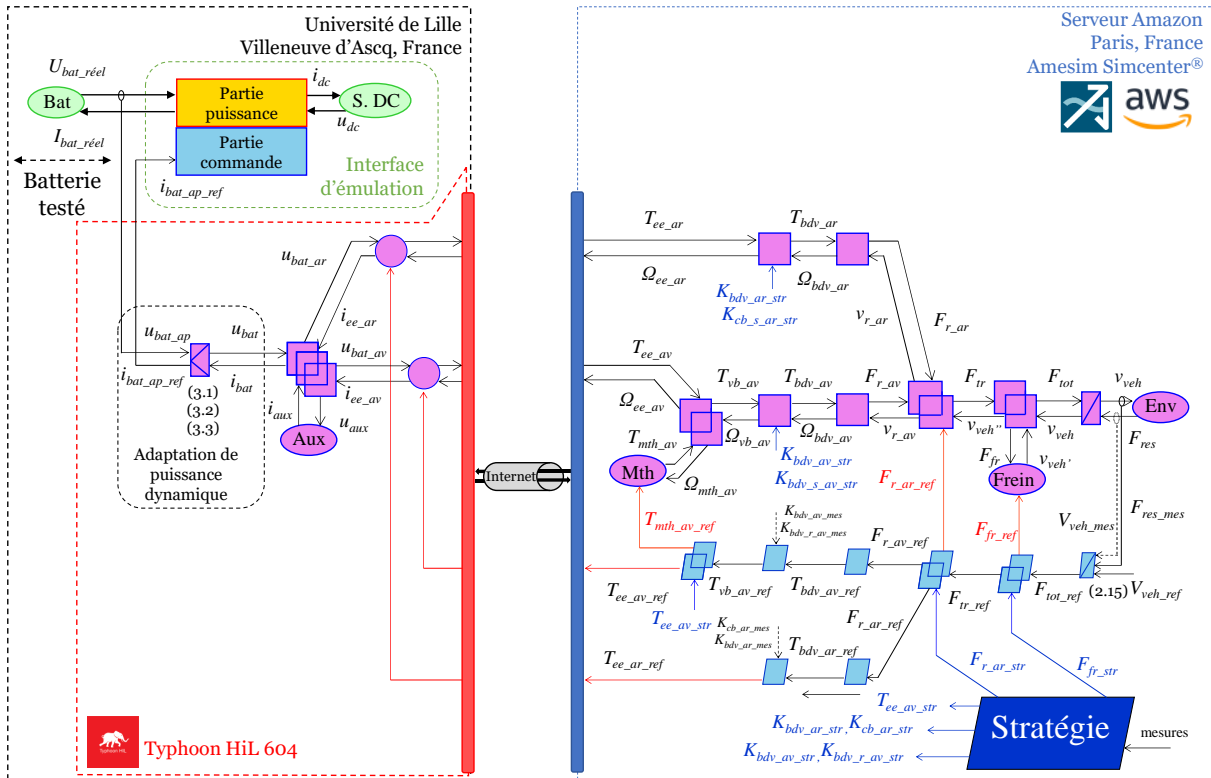 Université de Lille
Villeneuve d'Ascq, France
Serveur Amazon
Paris, France
Amesim Simcenter®
aws
U_bat_réel
Bat
I_bat_réel
Partie
puissance
Partie
commande
i_dc
S. DC
u_dc
Interface
d'émulation
Batterie
testé
i_bat_ap_ref
u_bat_ar
i_ee_ar
u_bat_ap
u_bat
u_bat_av
i_bat_ap_ref
i_bat
i_ee_av
(3.1)
(3.2)
(3.3)
i_aux
u_aux
Aux
Adaptation de
puissance
dynamique
Typhoon HIL
Typhoon HiL 604
Internet
T_ee_ar
T_bdv_ar
Ω_ee_ar
Ω_bdv_ar
K_bdv_ar_str
K_cb_s_ar_str
v_r_ar
F_r_ar
T_ee_av
T_vb_av
T_bdv_av
F_r_av
F_tr
F_tot
v_veh
Env
Ω_ee_av
Ω_vb_av
Ω_bdv_av
v_r_av
v_veh''
v_veh
F_res
T_mth_av
K_bdv_av_str
K_bdv_s_av_str
F_fr
v_veh'
Mth
Ω_mth_av
F_r_ar_ref
Frein
F_res_mes
V_veh_mes
T_mth_av_ref
K_bdv_av_mes
K_bdv_r_av_mes
F_r_av_ref
F_fr_ref
T_ee_av_ref
T_vb_av_ref
T_bdv_av_ref
F_tr_ref
F_tot_ref
(2.15)
V_veh_ref
T_ee_av_str
K_cb_ar_mes
K_bdv_ar_mes
F_r_ar_ref
T_ee_ar_ref
T_bdv_ar_ref
F_r_ar_str
F_fr_str
T_ee_av_str
K_bdv_ar_str, K_cb_ar_str
K_bdv_av_str, K_bdv_r_av_str
Stratégie
mesures